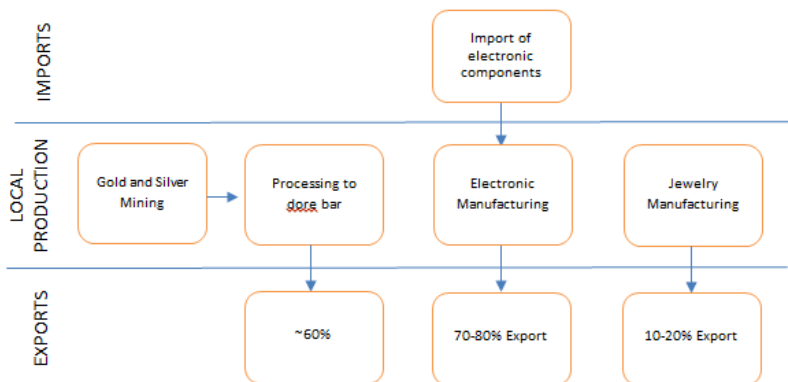 IMPORTS
Import of
electronic
components
LOCAL
PRODUCTION
Gold and Silver
Mining
Processing to
dore bar
Electronic
Manufacturing
Jewelry
Manufacturing
EXPORTS
~60%
70-80% Export
10-20% Export